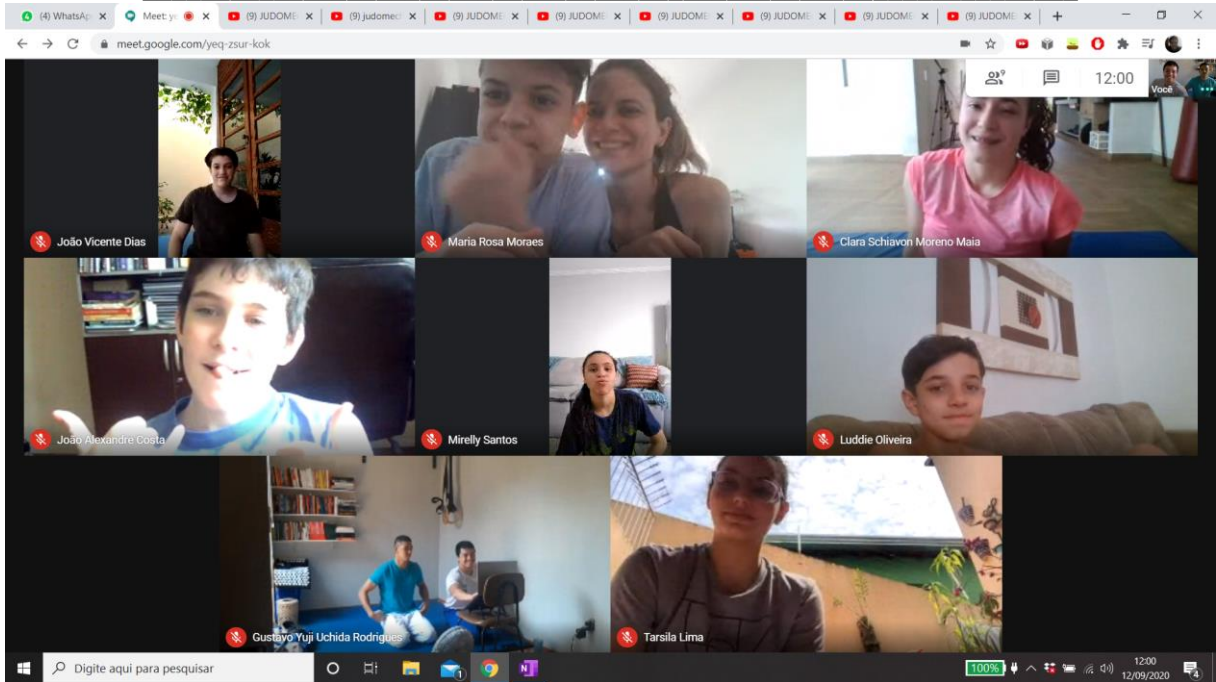 (4) WhatsAp
Meet: y
(9) JUDOME
(9) judomec
(9) JUDOME
(9) JUDOME
(9) JUDOME
(9) JUDOME
(9) JUDOME
(9) JUDOME
meet.google.com/yeq-zsur-kok
9
12:00
Você
João Vicente Dias
Maria Rosa Moraes
Clara Schiavon Moreno Maia
João Alexandre Costa
Mirelly Santos
Luddie Oliveira
Gustavo Yuji Uchida Rodrigues
Tarsila Lima
Digite aqui para pesquisar
100%
12:00
12/09/2020